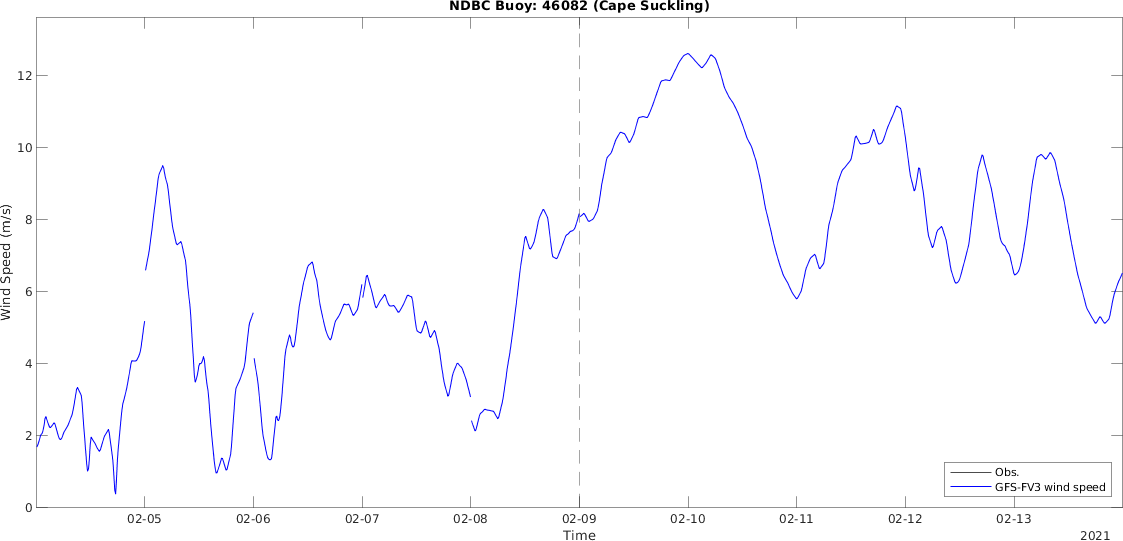 NDBC Buoy: 46082 (Cape Suckling)
12
10
8
6
4
2
0
Wind Speed (m/s)
02-05 02-06 02-07 02-08 02-09 02-10 02-11 02-12 02-13
Time
2021
Obs.
GFS-FV3 wind speed